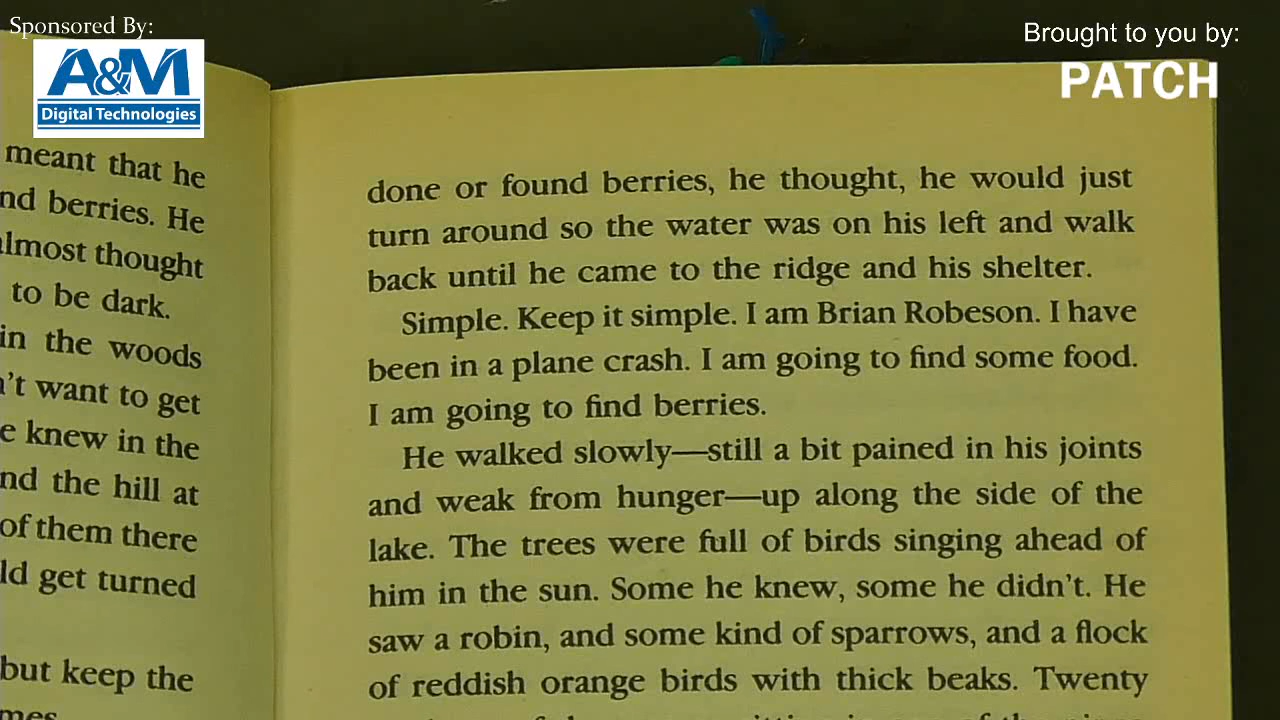 Sponsored By:
A&M
Digital Technologies
Brought to you by:
PATCH
meant that he
berries. He
thought
to be dark.
in the woods
want to get
knew in the
the hill at
of them there
get turned
but keep the
done or found berries, he thought, he would just
turn around so the water was on his left and walk
back until he came to the ridge and his shelter.
Simple. Keep it simple. I am Brian Robeson. I have
been in a plane crash. I am going to find some food.
I am going to find berries.
He walked slowly—still a bit pained in his joints
and weak from hunger—up along the side of the
lake. The trees were full of birds singing ahead of
him in the sun. Some he knew, some he didn't. He
saw a robin, and some kind of sparrows, and a flock
of reddish orange birds with thick beaks. Twenty